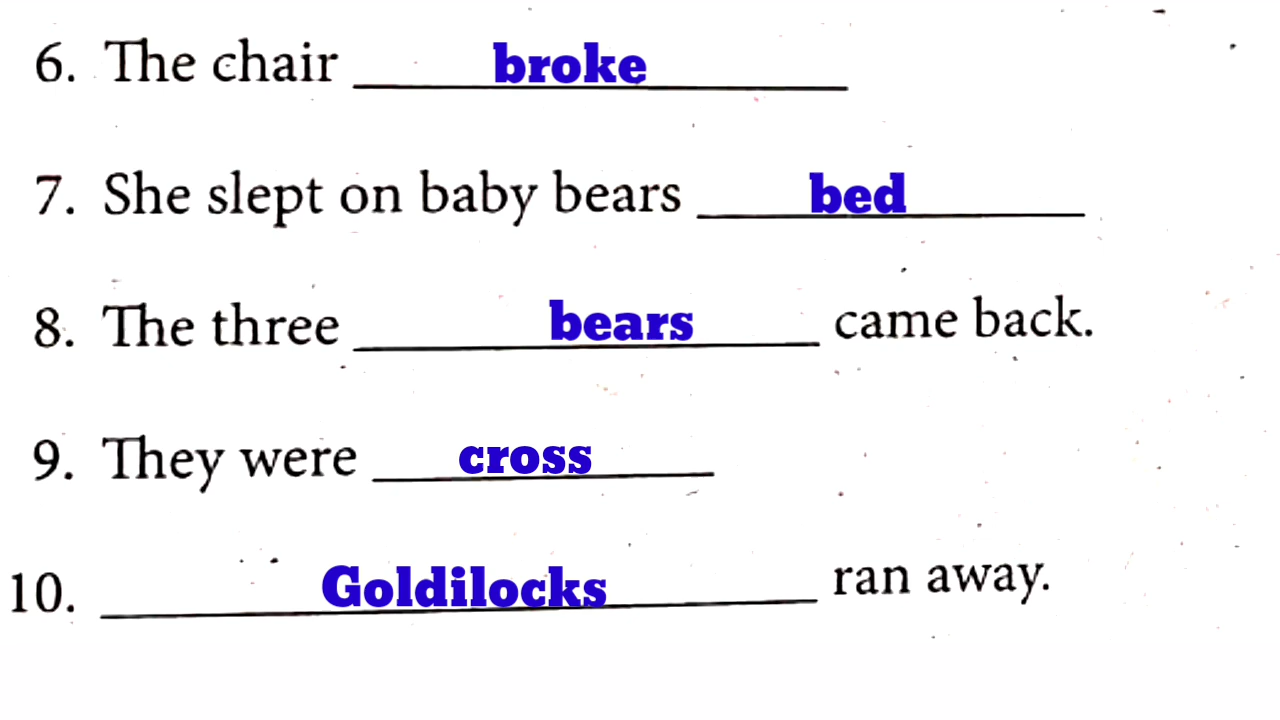 6. The chair broke
7. She slept on baby bears bed
8. The three bears came back.
9. They were cross
10. Goldilocks ran away.